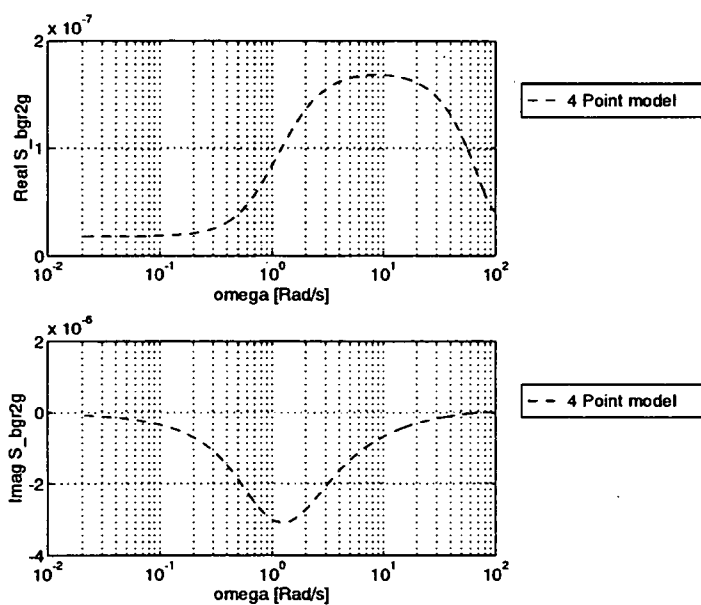 x 10^-7
2
1
0
Real S_bgr2g
10^-2 10^-1 10^0 10^1 10^2
omega [Rad/s]
4 Point model
x 10^-6
2
0
-2
-4
Imag S_bgr2g
10^-2 10^-1 10^0 10^1 10^2
omega [Rad/s]
4 Point model